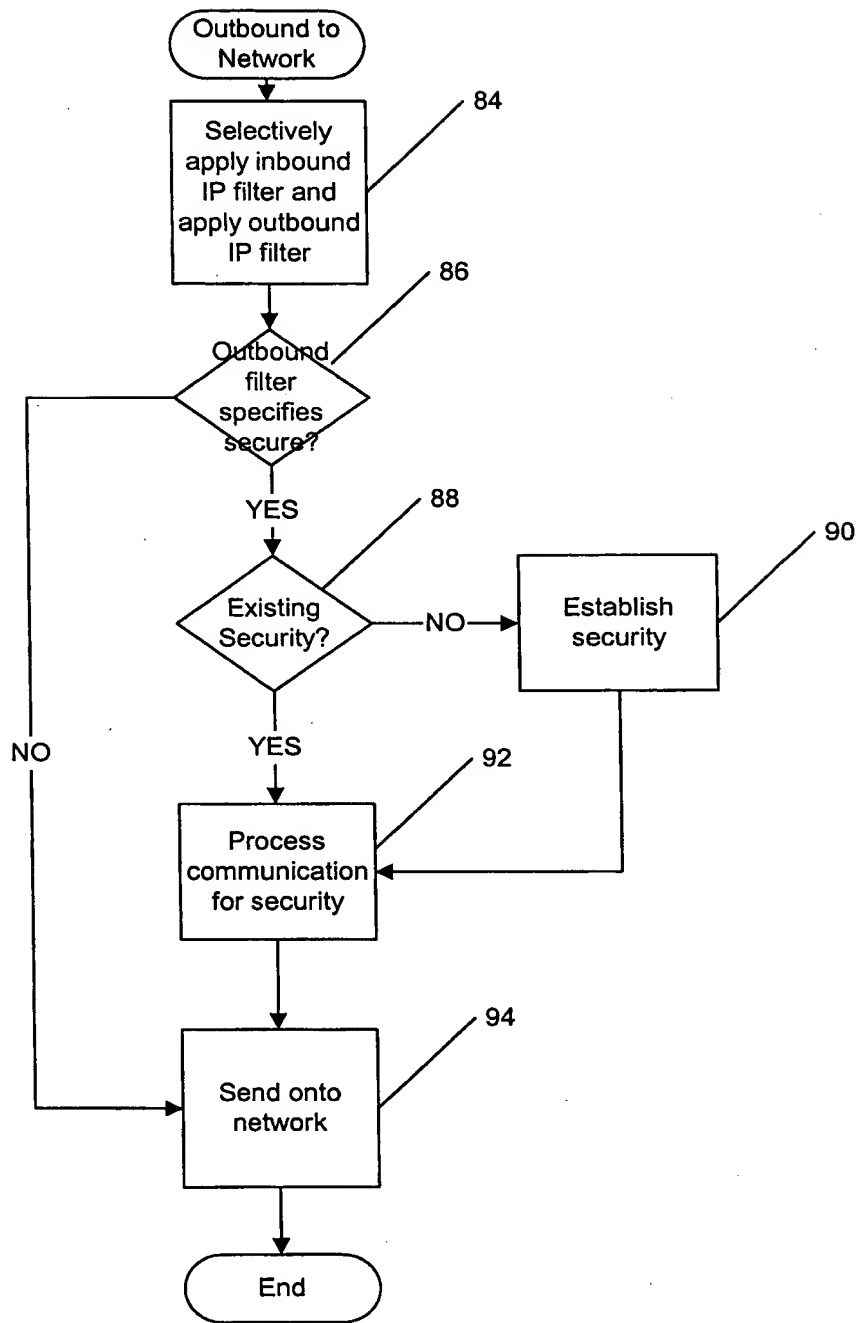 Outbound to
Network
84
Selectively
apply inbound
IP filter and
apply outbound
IP filter
86
Outbound
filter
specifies
secure?
YES
88
90
Existing
Security?
NO
Establish
security
YES
NO
92
Process
communication
for security
94
Send onto
network
End